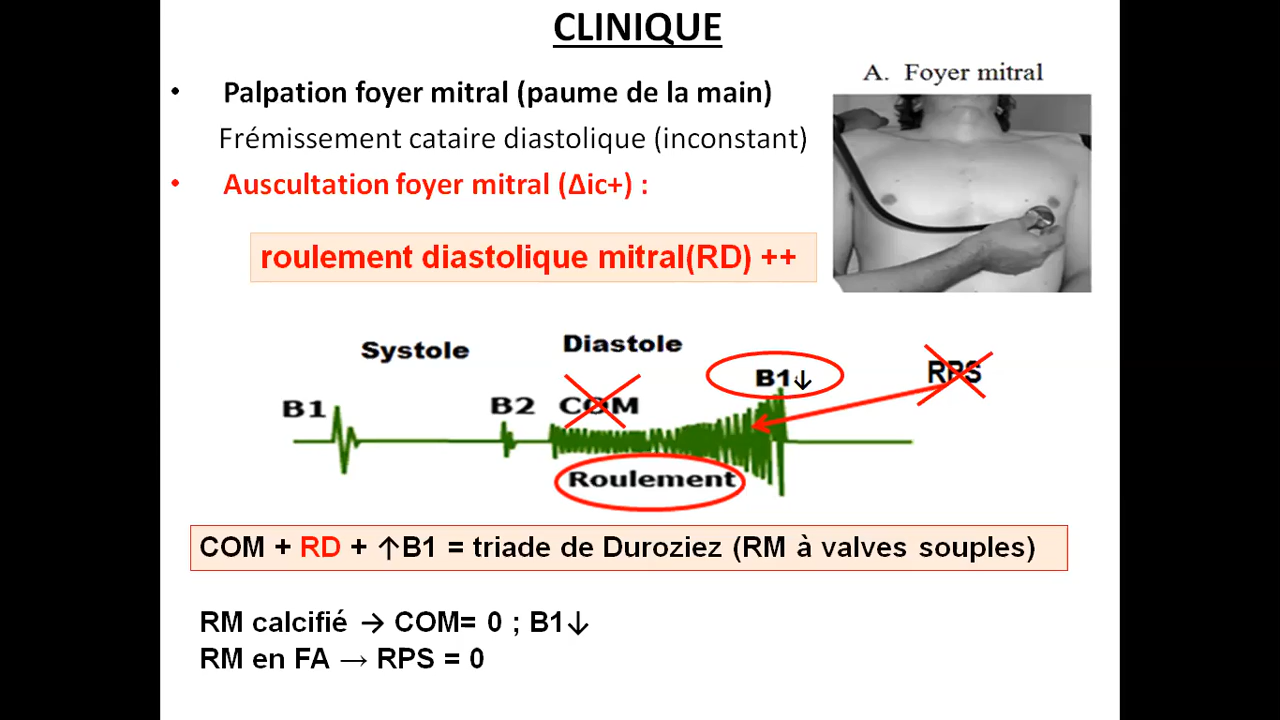 CLINIQUE
• Palpation foyer mitral (paume de la main)
Frémissement cataire diastolique (inconstant)
• Auscultation foyer mitral (Δic+) :
A. Foyer mitral
roulement diastolique mitral(RD) ++
Systole
Diastole
B1↓
RPS
B1
B2
COM
Roulement
COM + RD + ↑B1 = triade de Duroziez (RM à valves souples)
RM calcifié → COM= 0 ; B1↓
RM en FA → RPS = 0